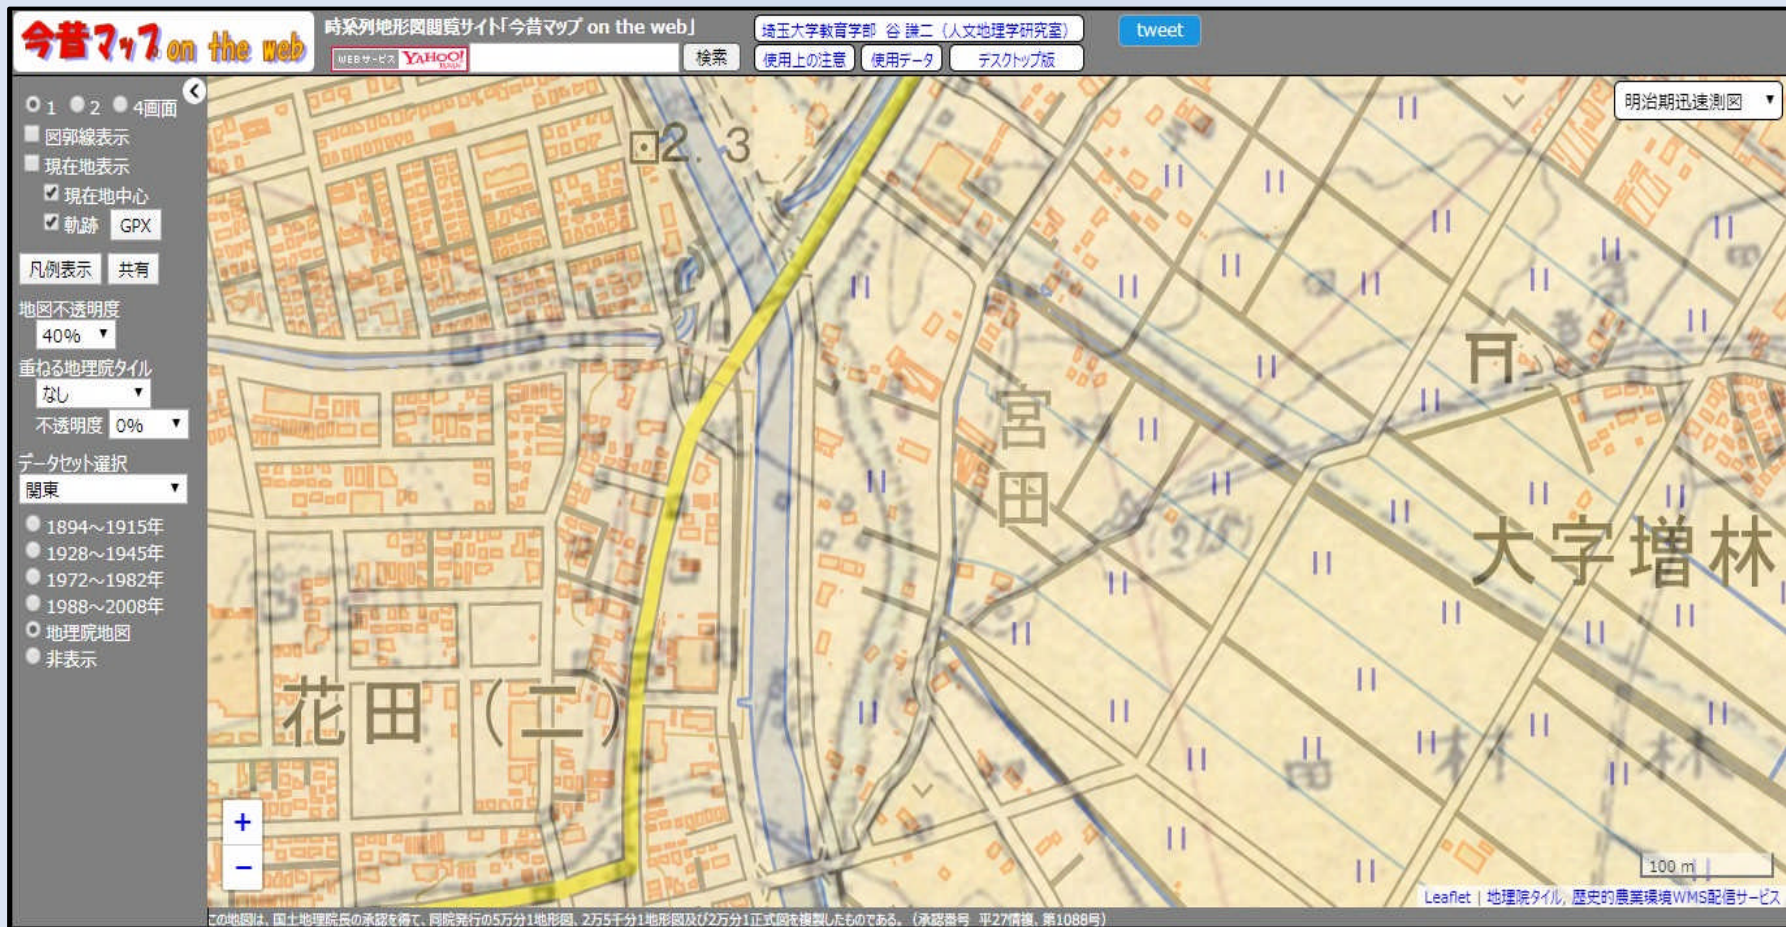 今昔マップ on the web
時系列地形図閲覧サイト「今昔マップ on the web」
WEBサービス YAHOO! JAPAN
検索
埼玉大学教育学部 谷 謙二（人文地理学研究室）
使用上の注意
使用データ
デスクトップ版
tweet
明治期迅速測図
1 2 4画面
図郭線表示
現在地表示
現在地中心
軌跡 GPX
凡例表示 共有
地図不透明度
40%
重ねる地理院タイル
なし
不透明度 0%
データセット選択
関東
1894～1915年
1928～1945年
1972～1982年
1988～2008年
地理院地図
非表示
2.3
宮田
大字増林
花田（二）
田
林
林
+
−
100 m
Leaflet | 地理院タイル, 歴史的農業環境WMS配信サービス
この地図は、国土地理院長の承認を得て、同院発行の5万分1地形図、2万5千分1地形図及び2万分1正式図を複製したものである。（承認番号 平27情複、第1088号）